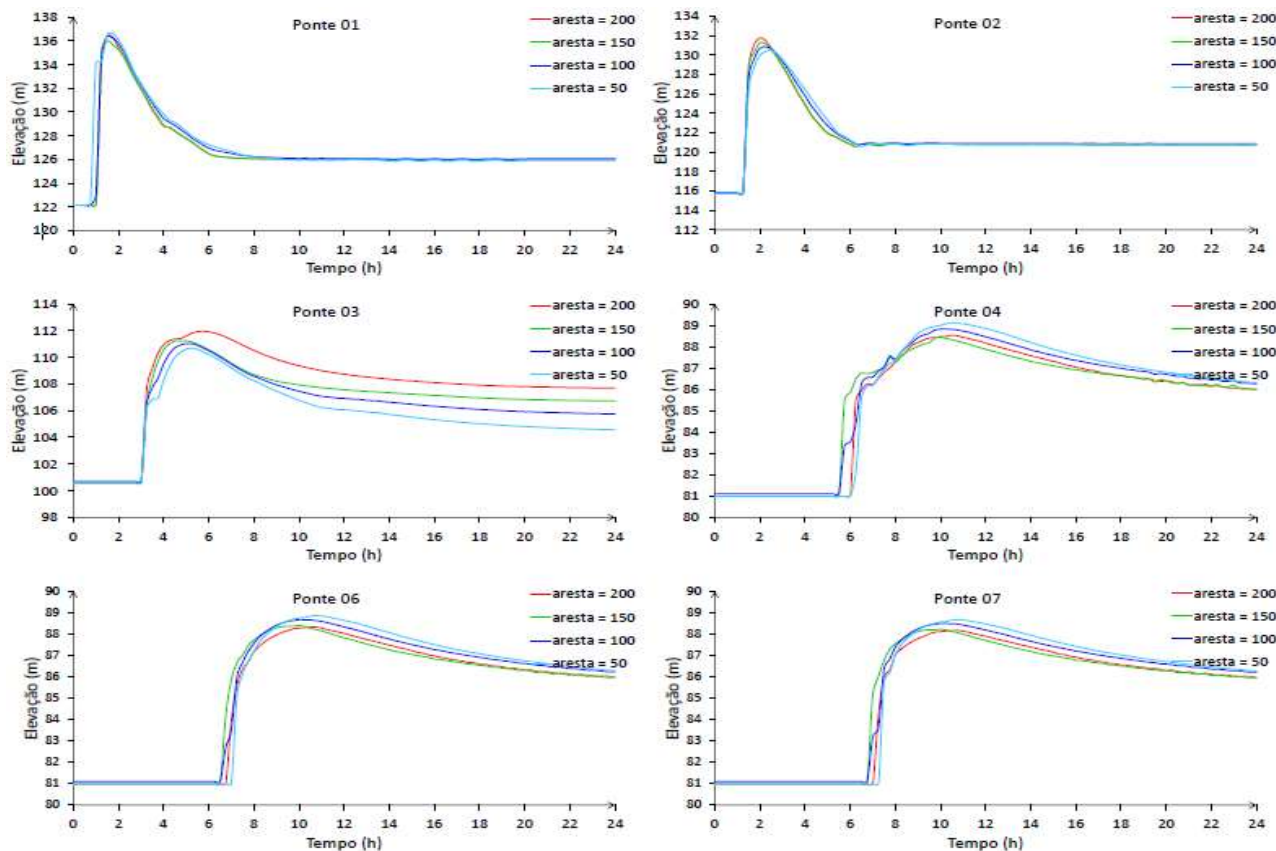 Ponte 01
Elevação (m)
138
136
134
132
130
128
126
124
122
120
0 2 4 6 8 10 12 14 16 18 20 22 24
Tempo (h)
aresta = 200
aresta = 150
aresta = 100
aresta = 50
Ponte 02
Elevação (m)
134
132
130
128
126
124
122
120
118
116
114
112
0 2 4 6 8 10 12 14 16 18 20 22 24
Tempo (h)
aresta = 200
aresta = 150
aresta = 100
aresta = 50
Ponte 03
Elevação (m)
114
112
110
108
106
104
102
100
98
0 2 4 6 8 10 12 14 16 18 20 22 24
Tempo (h)
aresta = 200
aresta = 150
aresta = 100
aresta = 50
Ponte 04
Elevação (m)
90
89
88
87
86
85
84
83
82
81
80
0 2 4 6 8 10 12 14 16 18 20 22 24
Tempo (h)
aresta = 200
aresta = 150
aresta = 100
aresta = 50
Ponte 06
Elevação (m)
90
89
88
87
86
85
84
83
82
81
80
0 2 4 6 8 10 12 14 16 18 20 22 24
Tempo (h)
aresta = 200
aresta = 150
aresta = 100
aresta = 50
Ponte 07
Elevação (m)
90
89
88
87
86
85
84
83
82
81
80
0 2 4 6 8 10 12 14 16 18 20 22 24
Tempo (h)
aresta = 200
aresta = 150
aresta = 100
aresta = 50